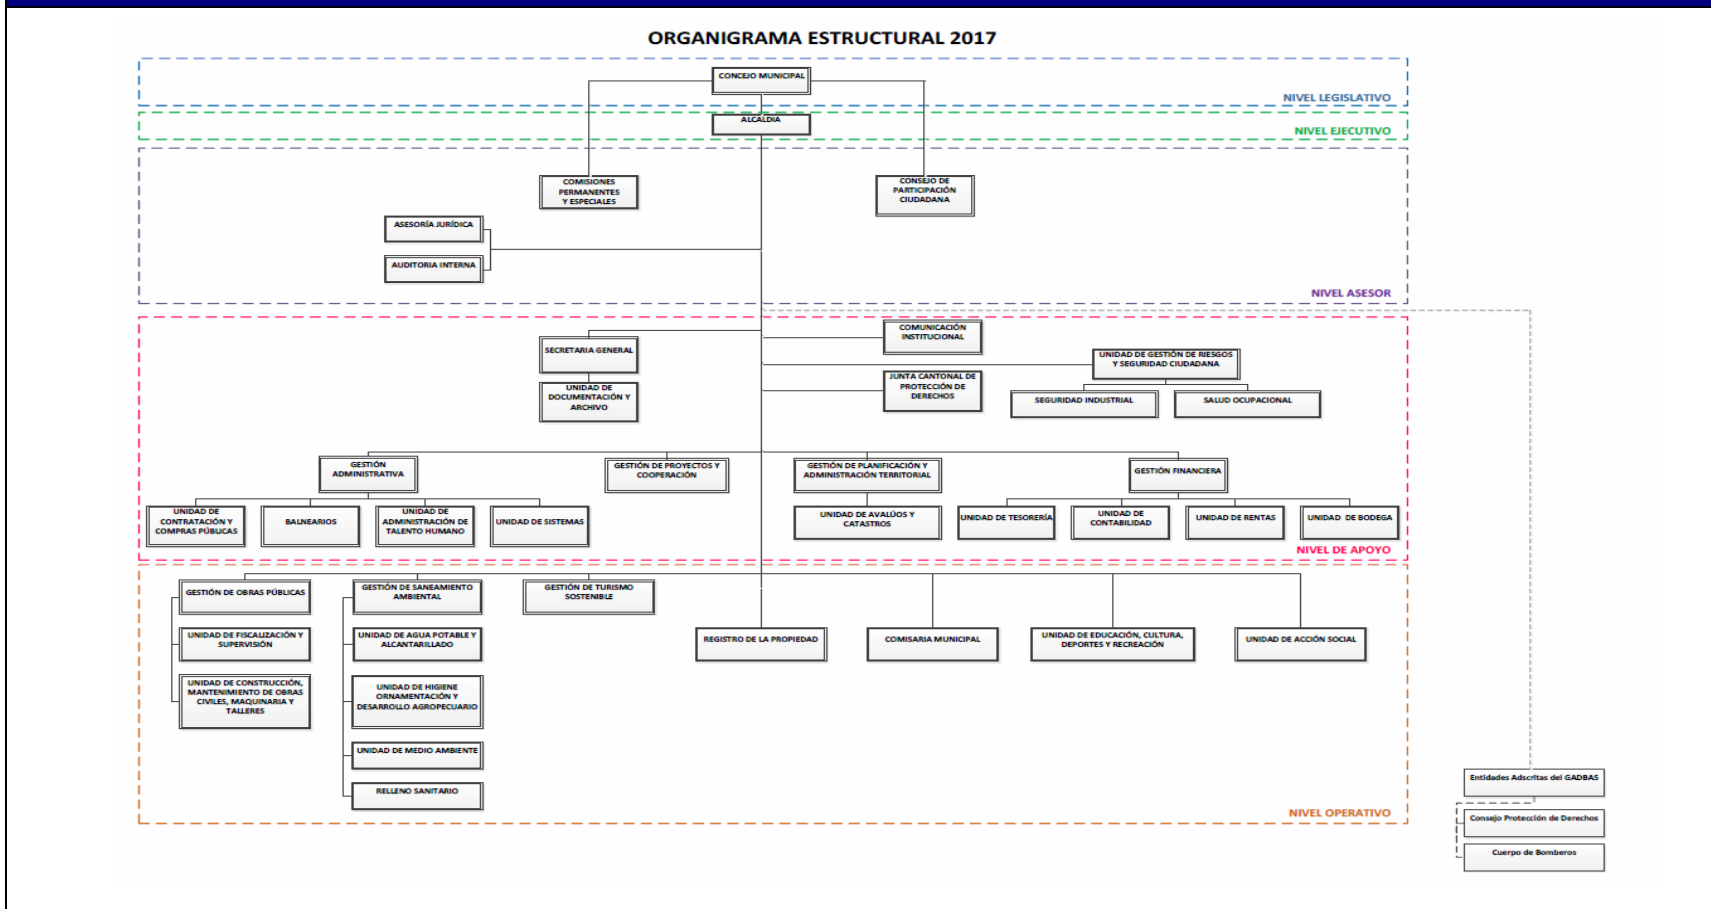 ORGANIGRAMA ESTRUCTURAL 2017
CONCEJO MUNICIPAL
NIVEL LEGISLATIVO
ALCALDIA
NIVEL EJECUTIVO
COMISIONES
PERMANENTES
Y ESPECIALES
CONSEJO DE
PARTICIPACIÓN
CIUDADANA
ASESORÍA JURÍDICA
AUDITORIA INTERNA
NIVEL ASESOR
COMUNICACIÓN
INSTITUCIONAL
SECRETARIA GENERAL
UNIDAD DE GESTIÓN DE RIESGOS
Y SEGURIDAD CIUDADANA
UNIDAD DE
DOCUMENTACIÓN Y
ARCHIVO
JUNTA CANTONAL DE
PROTECCIÓN DE
DERECHOS
SEGURIDAD INDUSTRIAL
SALUD OCUPACIONAL
GESTIÓN
ADMINISTRATIVA
GESTIÓN DE PROYECTOS Y
COOPERACIÓN
GESTIÓN DE PLANIFICACIÓN Y
ADMINISTRACIÓN TERRITORIAL
GESTIÓN FINANCIERA
UNIDAD DE
CONTRATACIÓN Y
COMPRAS PÚBLICAS
BALNEARIOS
UNIDAD DE
ADMINISTRACIÓN DE
TALENTO HUMANO
UNIDAD DE SISTEMAS
UNIDAD DE AVALÚOS Y
CATASTROS
UNIDAD DE TESORERÍA
UNIDAD DE
CONTABILIDAD
UNIDAD DE RENTAS
UNIDAD DE BODEGA
NIVEL DE APOYO
GESTIÓN DE OBRAS PÚBLICAS
GESTIÓN DE SANEAMIENTO
AMBIENTAL
GESTIÓN DE TURISMO
SOSTENIBLE
UNIDAD DE FISCALIZACIÓN Y
SUPERVISIÓN
UNIDAD DE AGUA POTABLE Y
ALCANTARILLADO
REGISTRO DE LA PROPIEDAD
COMISARIA MUNICIPAL
UNIDAD DE EDUCACIÓN, CULTURA,
DEPORTES Y RECREACIÓN
UNIDAD DE ACCIÓN SOCIAL
UNIDAD DE CONSTRUCCIÓN,
MANTENIMIENTO DE OBRAS
CIVILES, MAQUINARIA Y
TALLERES
UNIDAD DE HIGIENE
ORNAMENTACIÓN Y
DESARROLLO AGROPECUARIO
UNIDAD DE MEDIO AMBIENTE
RELLENO SANITARIO
NIVEL OPERATIVO
Entidades Adscritas del GADBAS
Consejo Protección de Derechos
Cuerpo de Bomberos